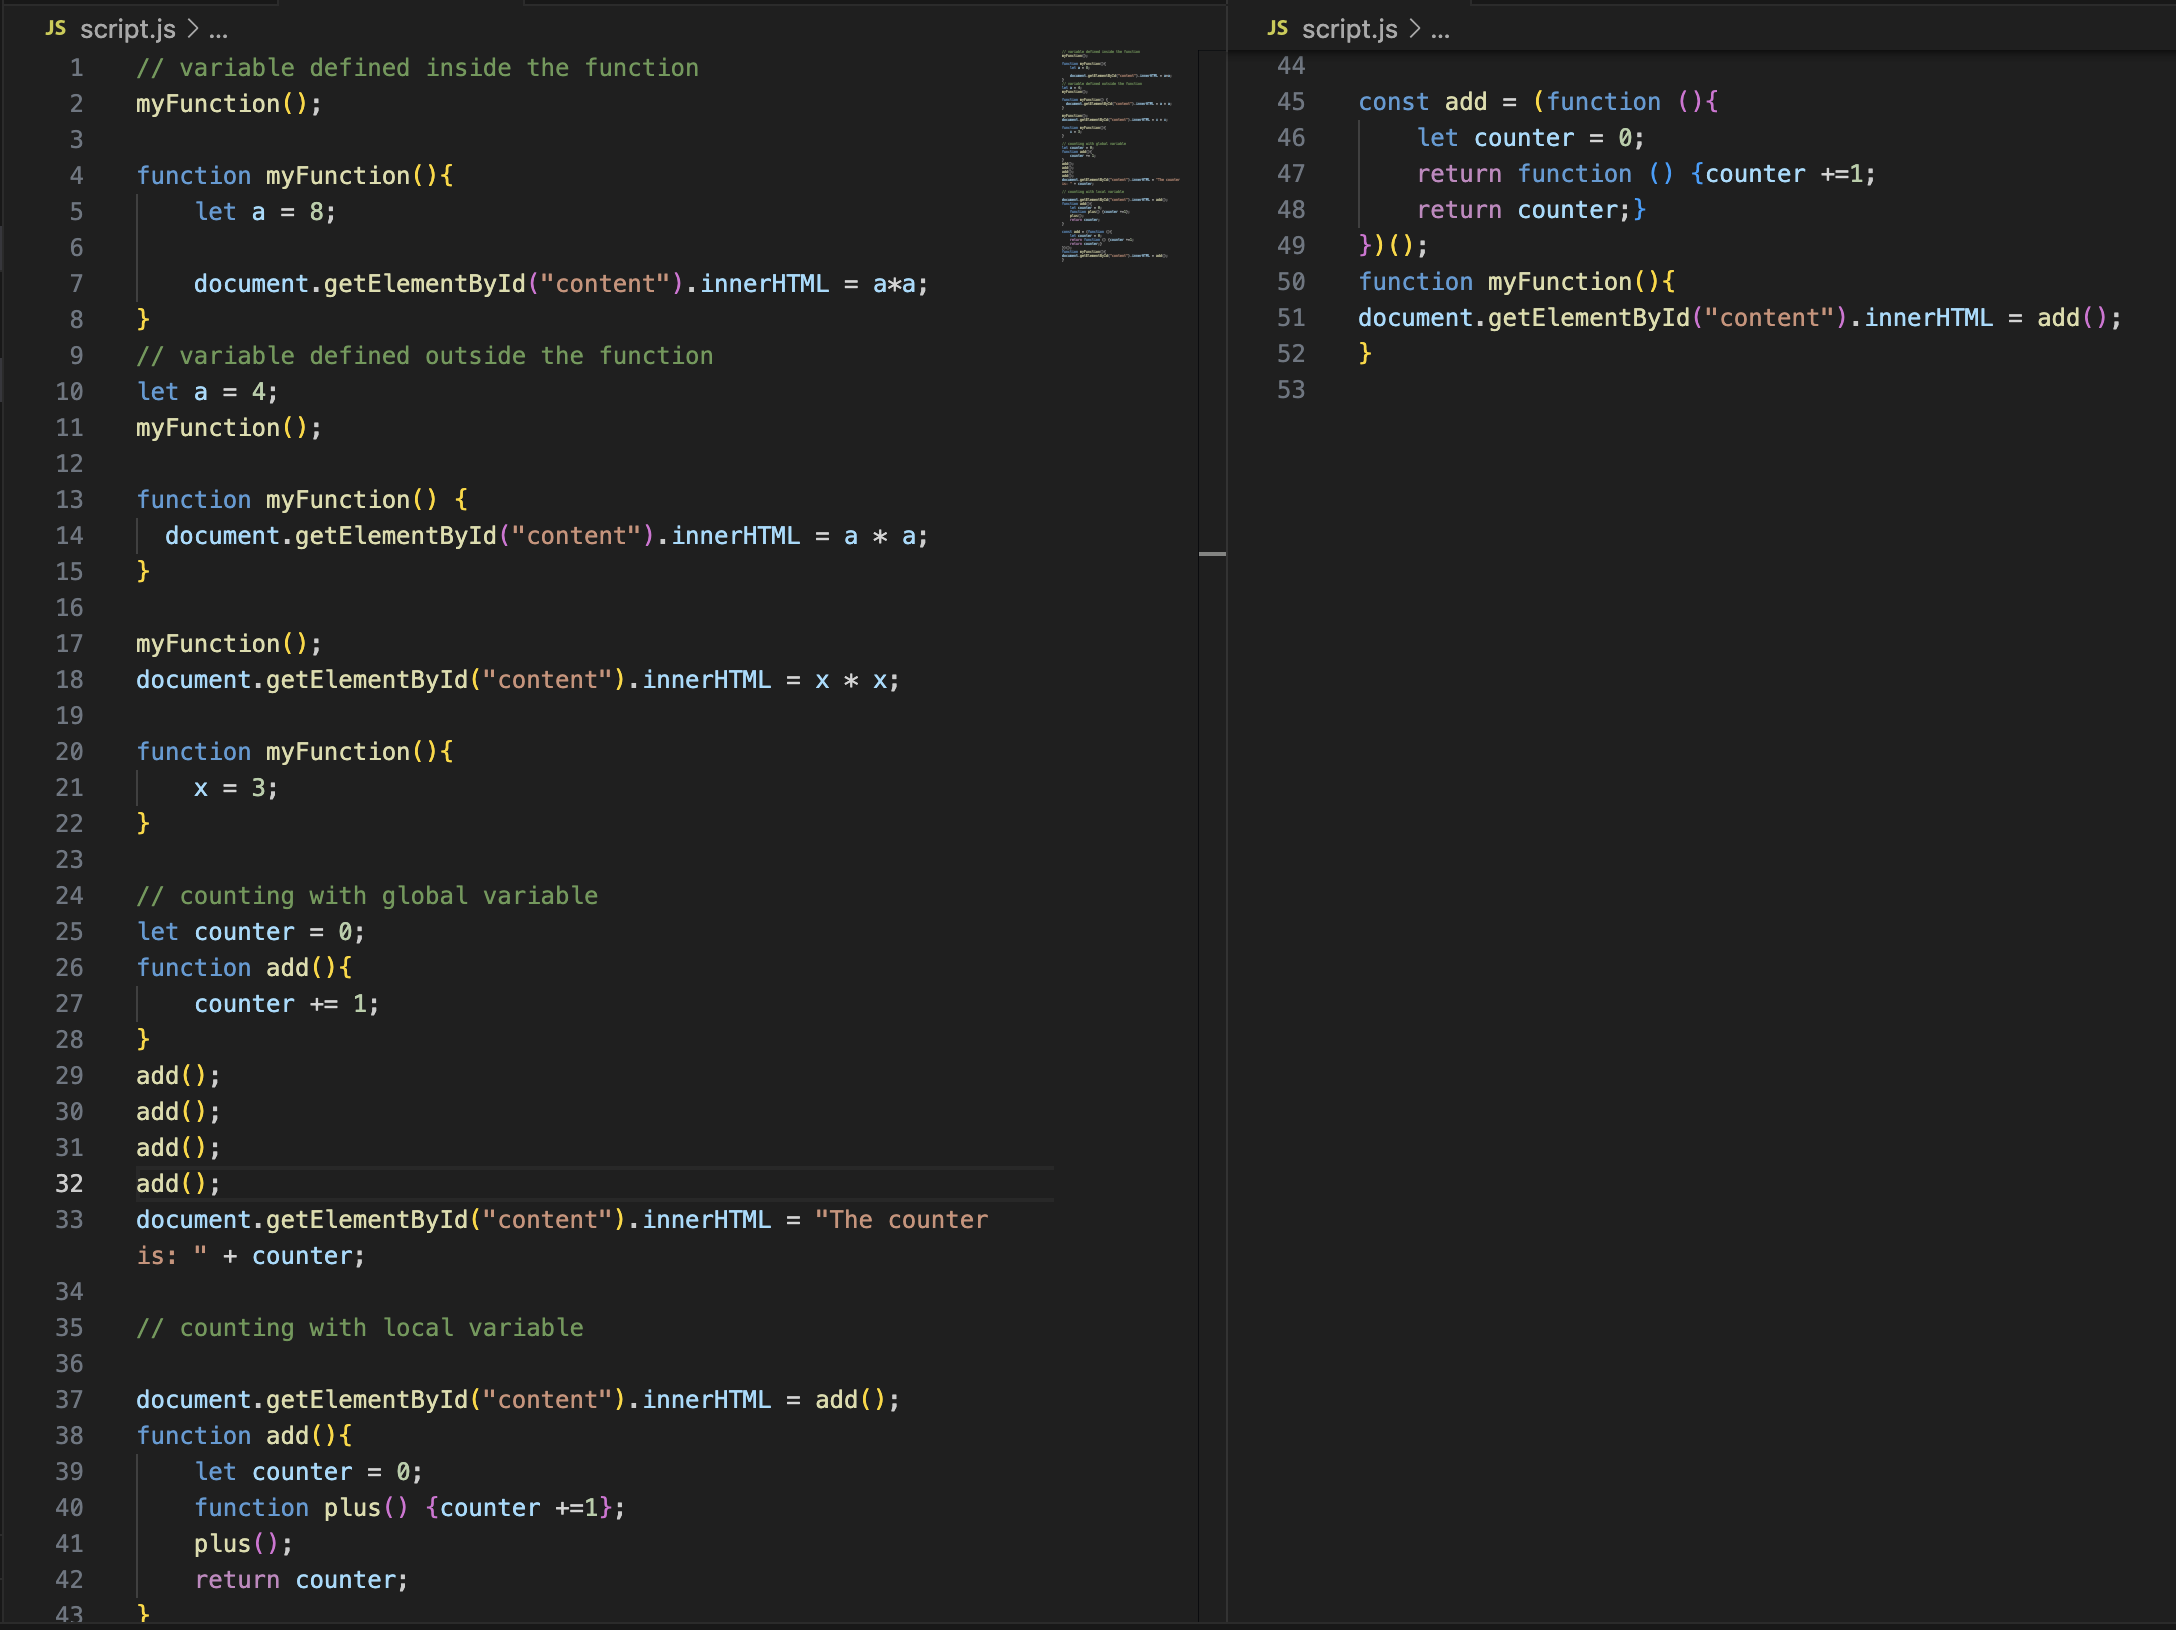 JS script.js > ...
1 // variable defined inside the function
2 myFunction();
3
4 function myFunction(){
5     let a = 8;
6
7     document.getElementById("content").innerHTML = a*a;
8 }
9 // variable defined outside the function
10 let a = 4;
11 myFunction();
12
13 function myFunction() {
14   document.getElementById("content").innerHTML = a * a;
15 }
16
17 myFunction();
18 document.getElementById("content").innerHTML = x * x;
19
20 function myFunction(){
21     x = 3;
22 }
23
24 // counting with global variable
25 let counter = 0;
26 function add(){
27     counter += 1;
28 }
29 add();
30 add();
31 add();
32 add();
33 document.getElementById("content").innerHTML = "The counter
is: " + counter;
34
35 // counting with local variable
36
37 document.getElementById("content").innerHTML = add();
38 function add(){
39     let counter = 0;
40     function plus() {counter +=1};
41     plus();
42     return counter;
43 }
JS script.js > ...
44
45 const add = (function (){
46     let counter = 0;
47     return function () {counter +=1;
48     return counter;}
49 })();
50 function myFunction(){
51 document.getElementById("content").innerHTML = add();
52 }
53